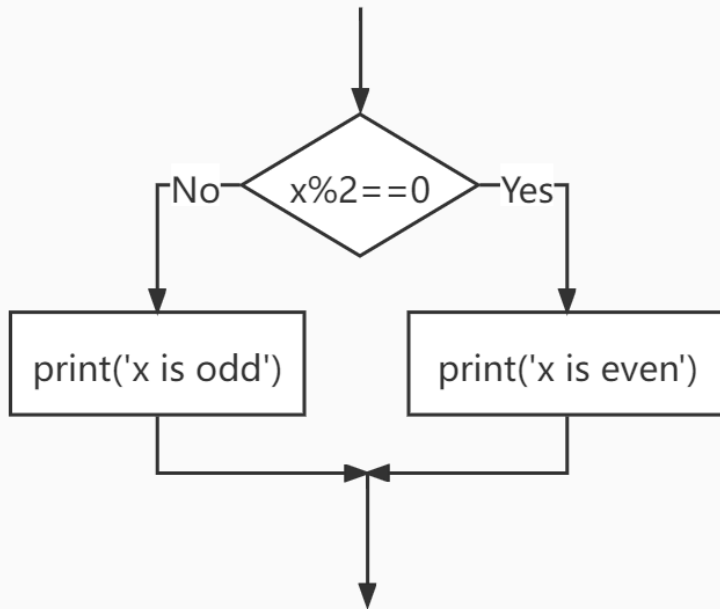 x%2==0
No
Yes
print('x is odd')
print('x is even')